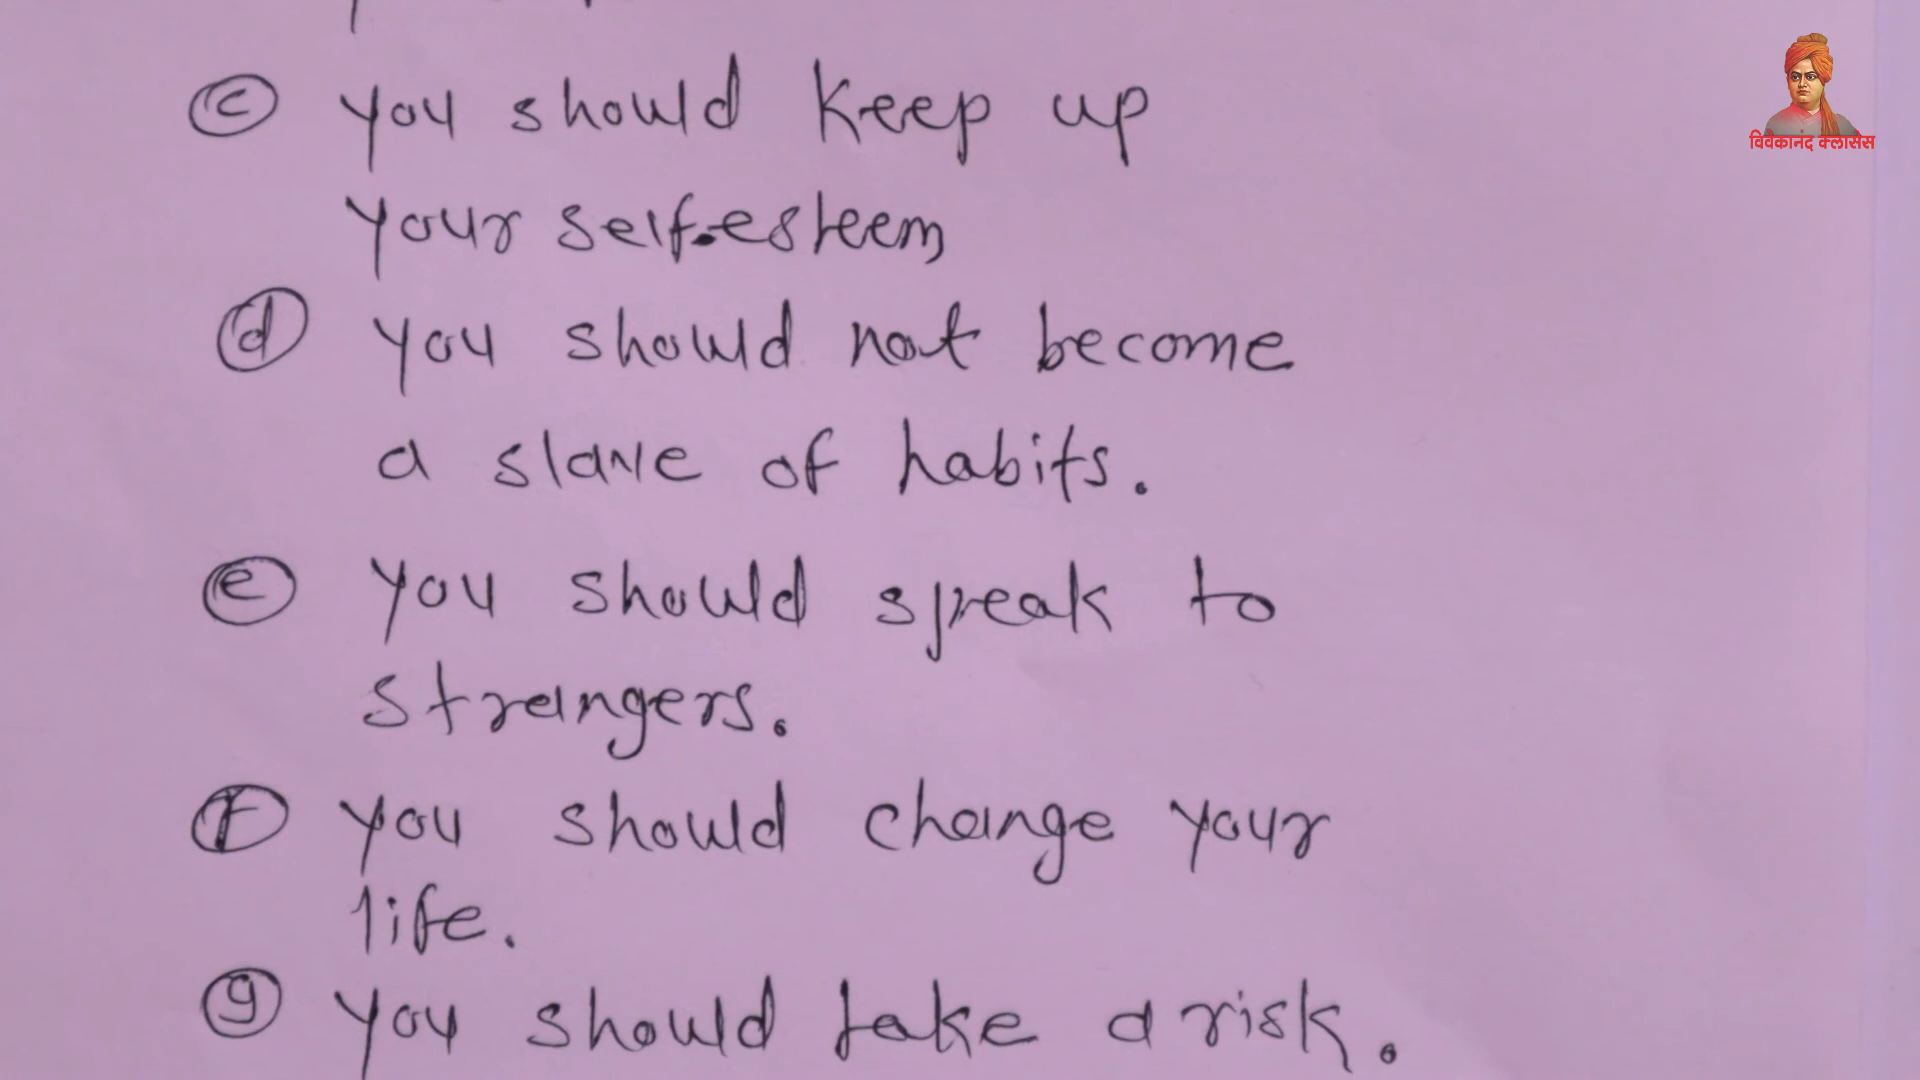 (c) you should keep up
your self-esteem
(d) you should not become
a slave of habits.
(e) you should speak to
strangers.
(f) you should change your
life.
(g) you should take a risk.
विवेकानंद क्लासेस